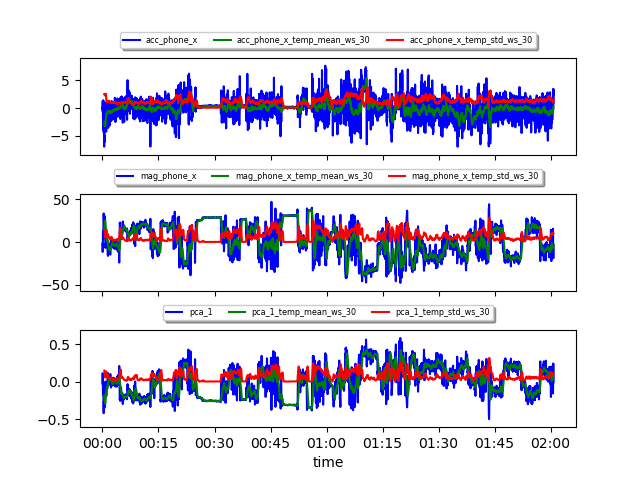 acc_phone_x acc_phone_x_temp_mean_ws_30 acc_phone_x_temp_std_ws_30
5
0
−5
mag_phone_x mag_phone_x_temp_mean_ws_30 mag_phone_x_temp_std_ws_30
50
0
−50
pca_1 pca_1_temp_mean_ws_30 pca_1_temp_std_ws_30
0.5
0.0
−0.5
00:00 00:15 00:30 00:45 01:00 01:15 01:30 01:45 02:00
time